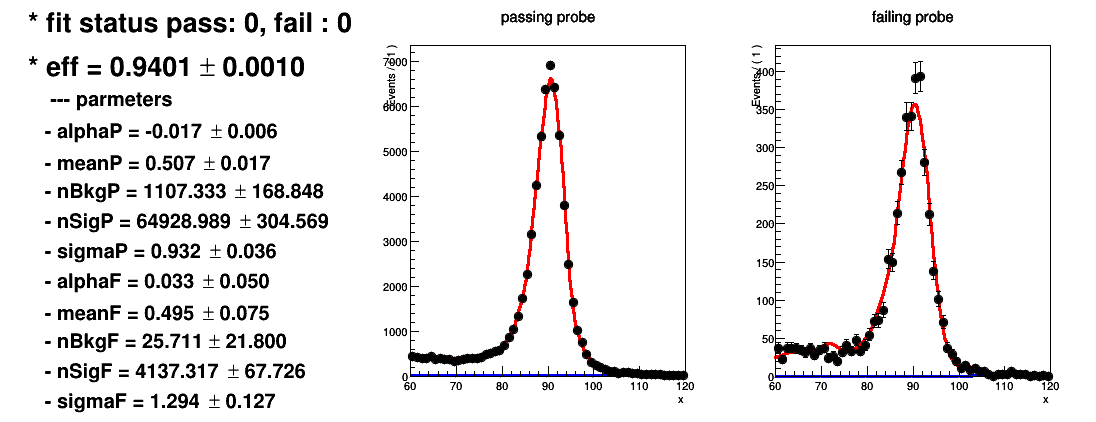 * fit status pass: 0, fail : 0
* eff = 0.9401 ± 0.0010
--- parmeters
- alphaP = -0.017 ± 0.006
- meanP = 0.507 ± 0.017
- nBkgP = 1107.333 ± 168.848
- nSigP = 64928.989 ± 304.569
- sigmaP = 0.932 ± 0.036
- alphaF = 0.033 ± 0.050
- meanF = 0.495 ± 0.075
- nBkgF = 25.711 ± 21.800
- nSigF = 4137.317 ± 67.726
- sigmaF = 1.294 ± 0.127
passing probe
Events / ( 1 )
7000
6000
5000
4000
3000
2000
1000
0
60 70 80 90 100 110 120
x
failing probe
Events / ( 1 )
400
350
300
250
200
150
100
50
0
60 70 80 90 100 110 120
x